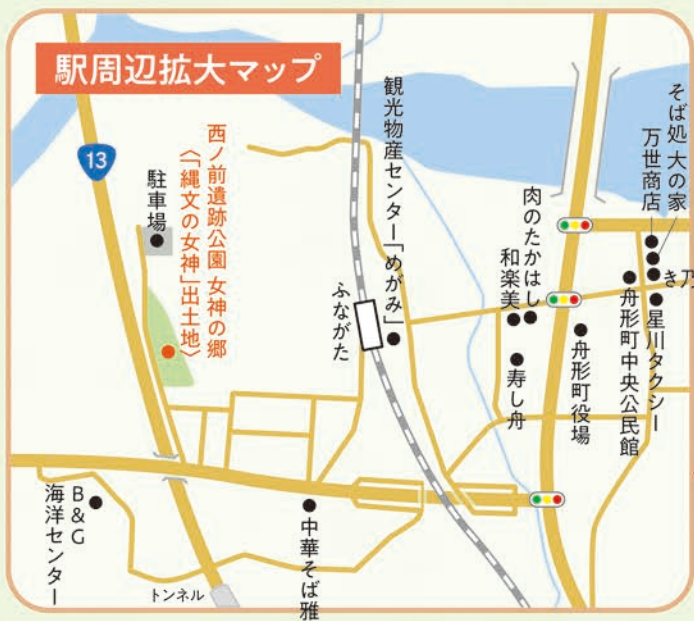 駅周辺拡大マップ
13
駐車場
西ノ前遺跡公園 女神の郷
〈「縄文の女神」出土地〉
観光物産センター「めがみ」
ふながた
肉のたかはし
和楽美
寿し舟
そば処 大の家
万世商店
き乃
星川タクシー
舟形町中央公民館
舟形町役場
B&G
海洋センター
中華そば雅
トンネル